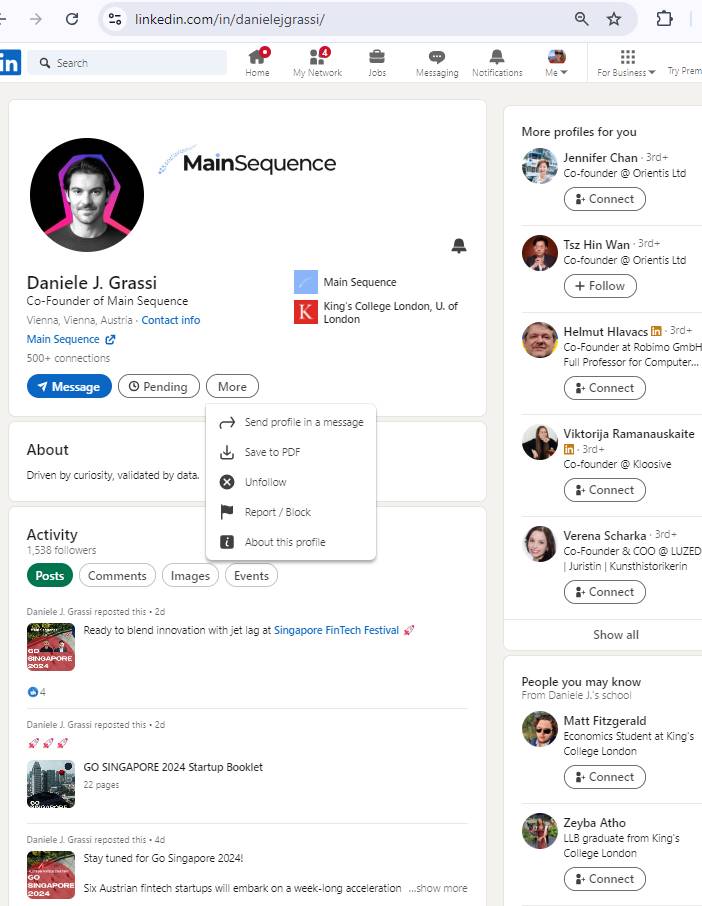 linkedin.com/in/danielejgrassi/
in
Search
Home
4
My Network
Jobs
Messaging
Notifications
Me
For Business
Try Prem
MainSequence
Daniele J. Grassi
Co-Founder of Main Sequence
Vienna, Vienna, Austria · Contact info
Main Sequence
500+ connections
Main Sequence
K
King's College London, U. of
London
Message
Pending
More
Send profile in a message
Save to PDF
Unfollow
Report / Block
About this profile
About
Driven by curiosity, validated by data.
Activity
1,538 followers
Posts
Comments
Images
Events
Daniele J. Grassi reposted this • 2d
GO
SINGAPORE
2024
Ready to blend innovation with jet lag at Singapore FinTech Festival 🚀
4
Daniele J. Grassi reposted this • 2d
🚀 🚀 🚀
GO
SINGAPORE
GO SINGAPORE 2024 Startup Booklet
22 pages
Daniele J. Grassi reposted this • 4d
GO
SINGAPORE
2024
Stay tuned for Go Singapore 2024!
Six Austrian fintech startups will embark on a week-long acceleration …show more
More profiles for you
Jennifer Chan · 3rd+
Co-founder @ Orientis Ltd
Connect
Tsz Hin Wan · 3rd+
Co-founder @ Orientis Ltd
+ Follow
Helmut Hlavacs in · 3rd+
Co-Founder at Robimo GmbH
Full Professor for Computer...
Connect
Viktorija Ramanauskaite
in · 3rd+
Co-founder @ Kloosive
Connect
Verena Scharka · 3rd+
Co-Founder & COO @ LUZED
| Juristin | Kunsthistorikerin
Connect
Show all
People you may know
From Daniele J.'s school
Matt Fitzgerald
Economics Student at King's
College London
Connect
Zeyba Atho
LLB graduate from King's
College London
Connect